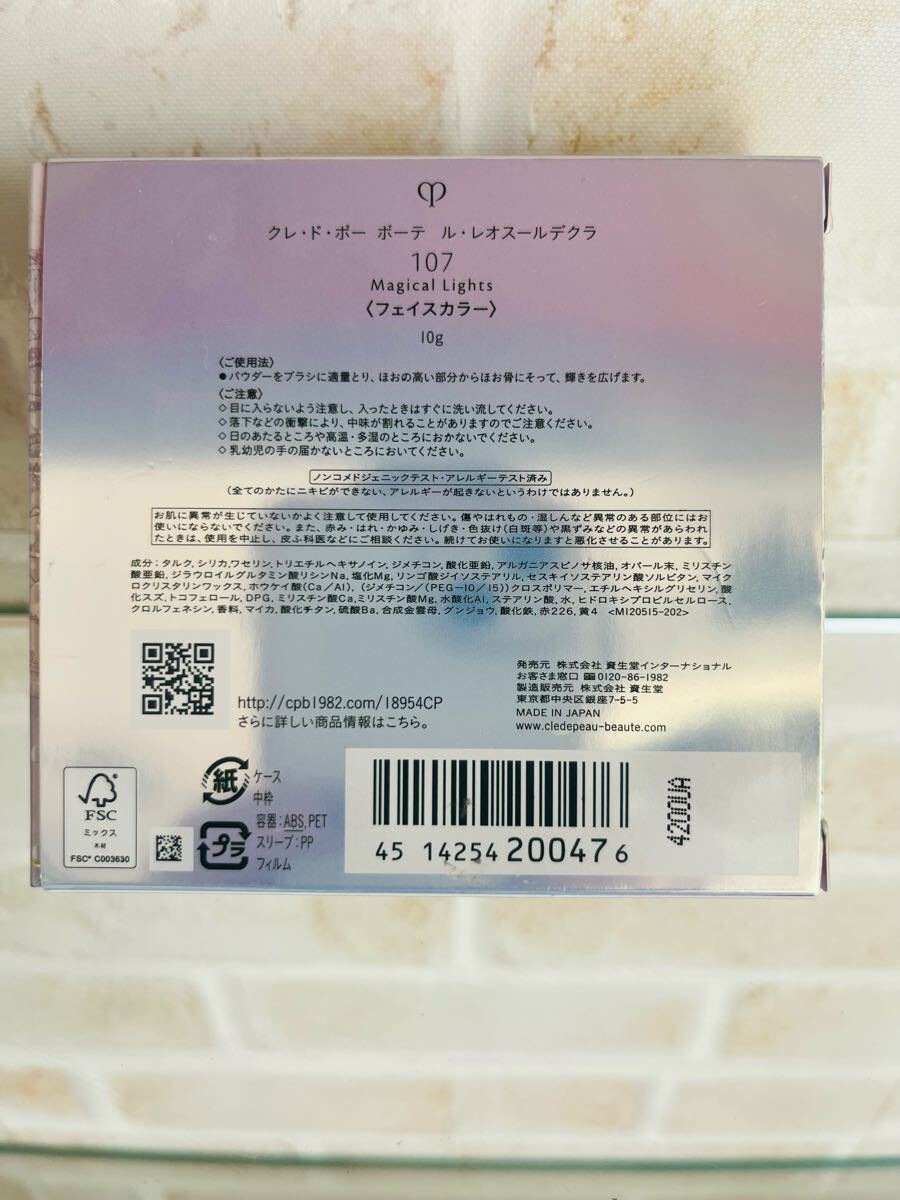 クレ・ド・ポー ボーテ ル・レオスールデクラ
107
Magical Lights
〈フェイスカラー〉
10g
〈ご使用法〉
●パウダーをブラシに適量とり、ほおの高い部分からほお骨にそって、輝きを広げます。
〈ご注意〉
◇目に入らないよう注意し、入ったときはすぐに洗い流してください。
◇落下などの衝撃により、中味が割れることがありますのでご注意ください。
◇日のあたるところや高温・多湿のところにおかないでください。
◇乳幼児の手の届かないところにおいてください。
ノンコメドジェニックテスト・アレルギーテスト済み
（全てのかたにニキビができない、アレルギーが起きないというわけではありません。）
お肌に異常が生じていないかよく注意して使用してください。傷やはれもの・湿しんなど異常のある部位にはお
使いにならないでください。また、赤み・はれ・かゆみ・しげき・色抜け(白斑等)や黒ずみなどの異常があらわれ
たときは、使用を中止し、皮ふ科医などにご相談ください。続けてお使いになりますと悪化することがあります。
成分：タルク, シリカ, ワセリン, トリエチルヘキサノイン, ジメチコン, 酸化亜鉛, アルガニアスピノサ核油, オパール末, ミリスチン
酸亜鉛, ジラウロイルグルタミン酸リシンNa, 塩化Mg, リンゴ酸ジイソステアリル, セスキイソステアリン酸ソルビタン, マイク
ロクリスタリンワックス, ホウケイ酸(Ca／Al), (ジメチコン／(PEG-10／15))クロスポリマー, エチルヘキシルグリセリン, 酸
化スズ, トコフェロール, DPG, ミリスチン酸Ca, ミリスチン酸Mg, 水酸化Al, ステアリン酸, 水, ヒドロキシプロピルセルロース,
クロルフェネシン, 香料, マイカ, 酸化チタン, 硫酸Ba, 合成金雲母, グンジョウ, 酸化鉄, 赤226, 黄4 <MI20515-202>
http://cpb1982.com/18954CP
さらに詳しい商品情報はこちら。
発売元 株式会社 資生堂インターナショナル
お客さま窓口 0120-86-1982
製造販売元 株式会社 資生堂
東京都中央区銀座7-5-5
MADE IN JAPAN
www.cledepeau-beaute.com
FSC
ミックス
木材
FSC® C003630
紙
ケース
中枠
プラ
容器：ABS, PET
スリーブ：PP
フィルム
45 14254 200476
4200UA